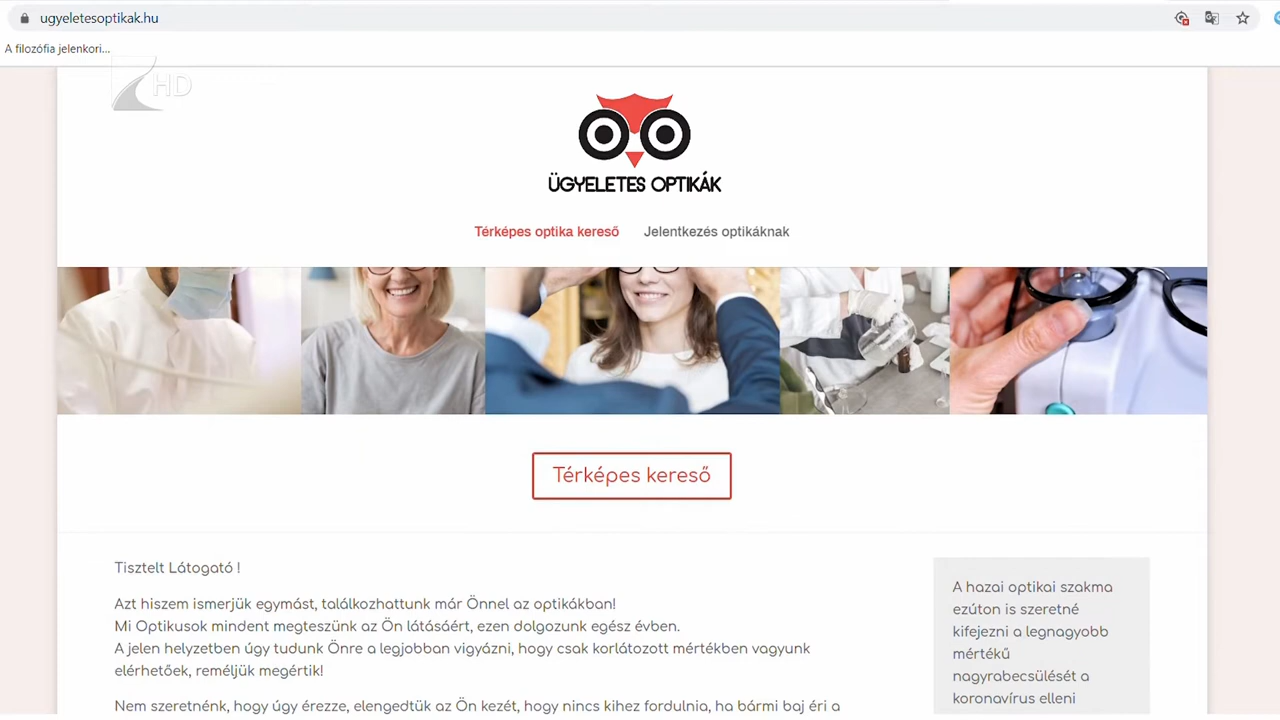 ugyeletesoptikak.hu
A filozófia jelenkori...
HD
ÜGYELETES OPTIKÁK
Térképes optika kereső Jelentkezés optikáknak
Térképes kereső
Tisztelt Látogató !
Azt hiszem ismerjük egymást, találkozhattunk már Önnel az optikákban!
Mi Optikusok mindent megteszünk az Ön látásáért, ezen dolgozunk egész évben.
A jelen helyzetben úgy tudunk Önre a legjobban vigyázni, hogy csak korlátozott mértékben vagyunk
elérhetőek, reméljük megértik!
Nem szeretnénk, hogy úgy érezze, elengedtük az Ön kezét, hogy nincs kihez fordulnia, ha bármi baj éri a
A hazai optikai szakma
ezúton is szeretné
kifejezni a legnagyobb
mértékű
nagyrabecsülését a
koronavírus elleni